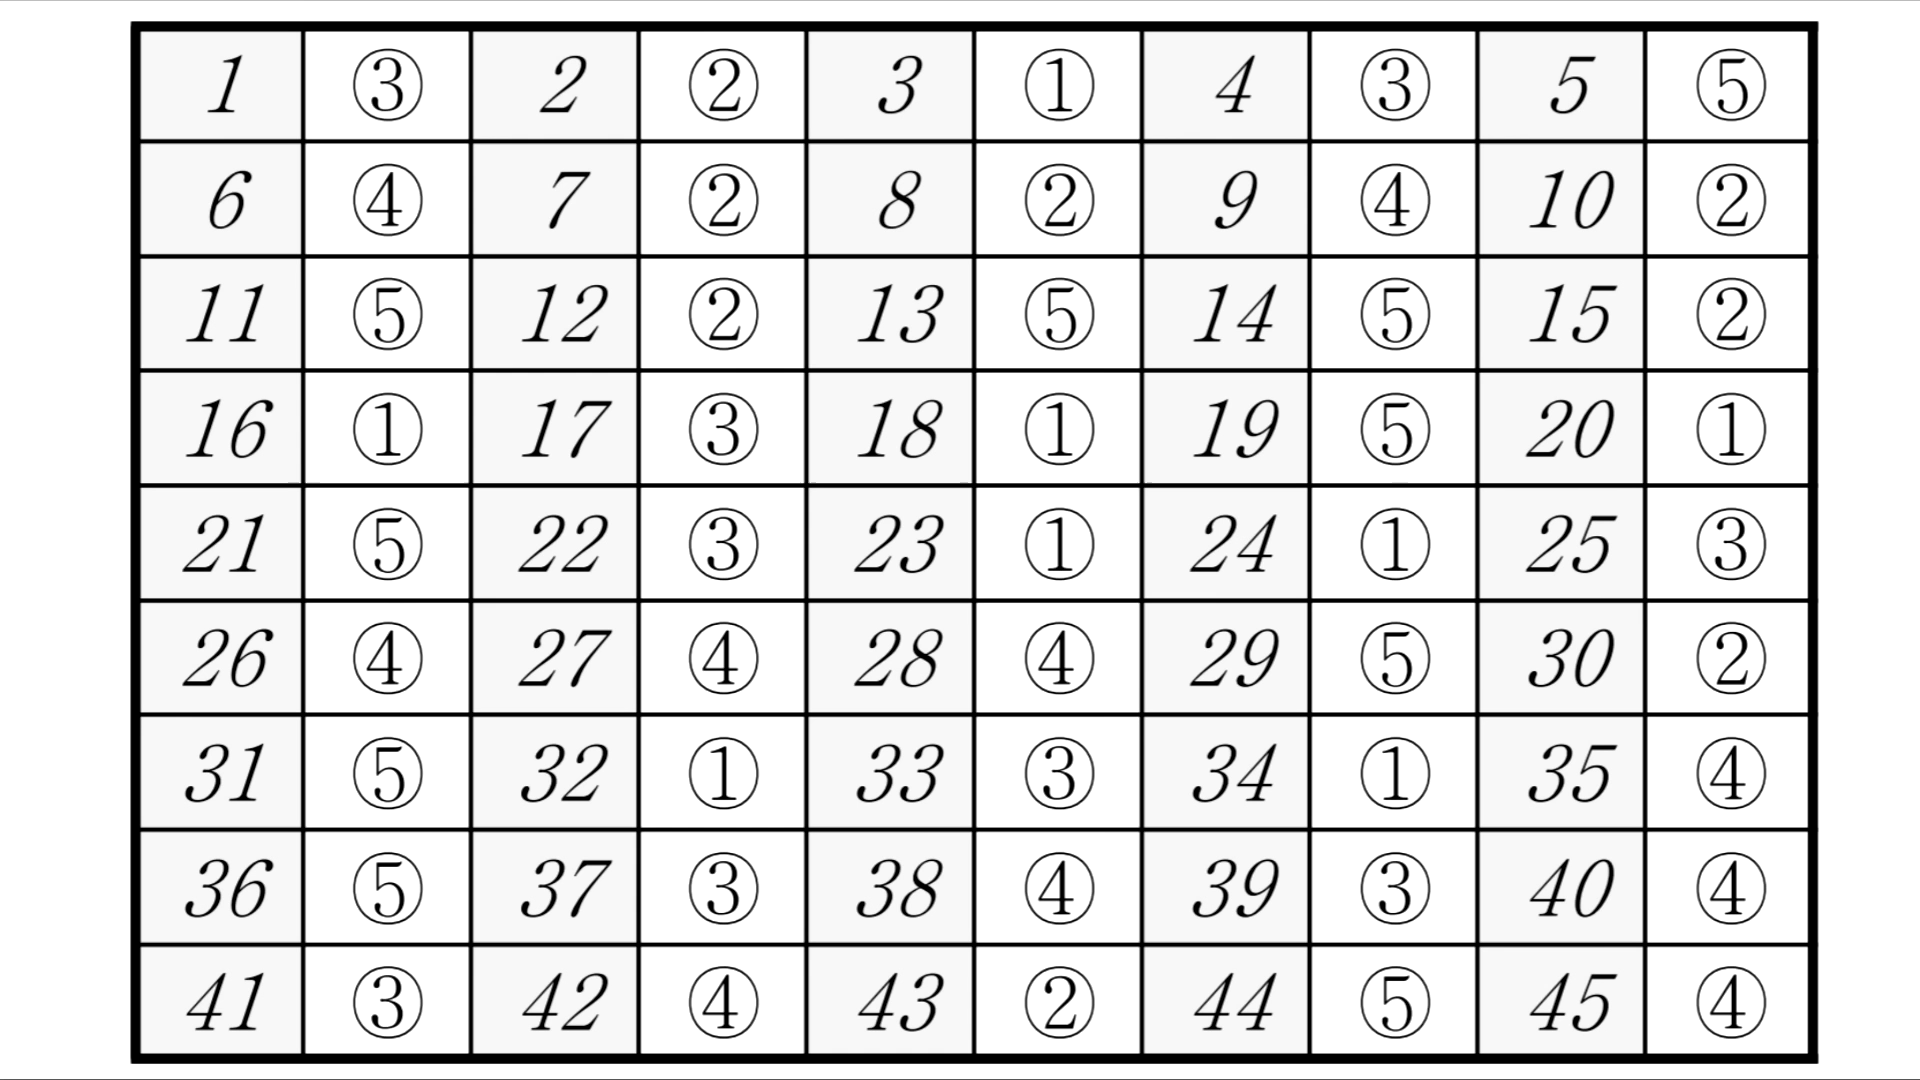 1 ③ 2 ② 3 ① 4 ③ 5 ⑤
6 ④ 7 ② 8 ② 9 ④ 10 ②
11 ⑤ 12 ② 13 ⑤ 14 ⑤ 15 ②
16 ① 17 ③ 18 ① 19 ⑤ 20 ①
21 ⑤ 22 ③ 23 ① 24 ① 25 ③
26 ④ 27 ④ 28 ④ 29 ⑤ 30 ②
31 ⑤ 32 ① 33 ③ 34 ① 35 ④
36 ⑤ 37 ③ 38 ④ 39 ③ 40 ④
41 ③ 42 ④ 43 ② 44 ⑤ 45 ④